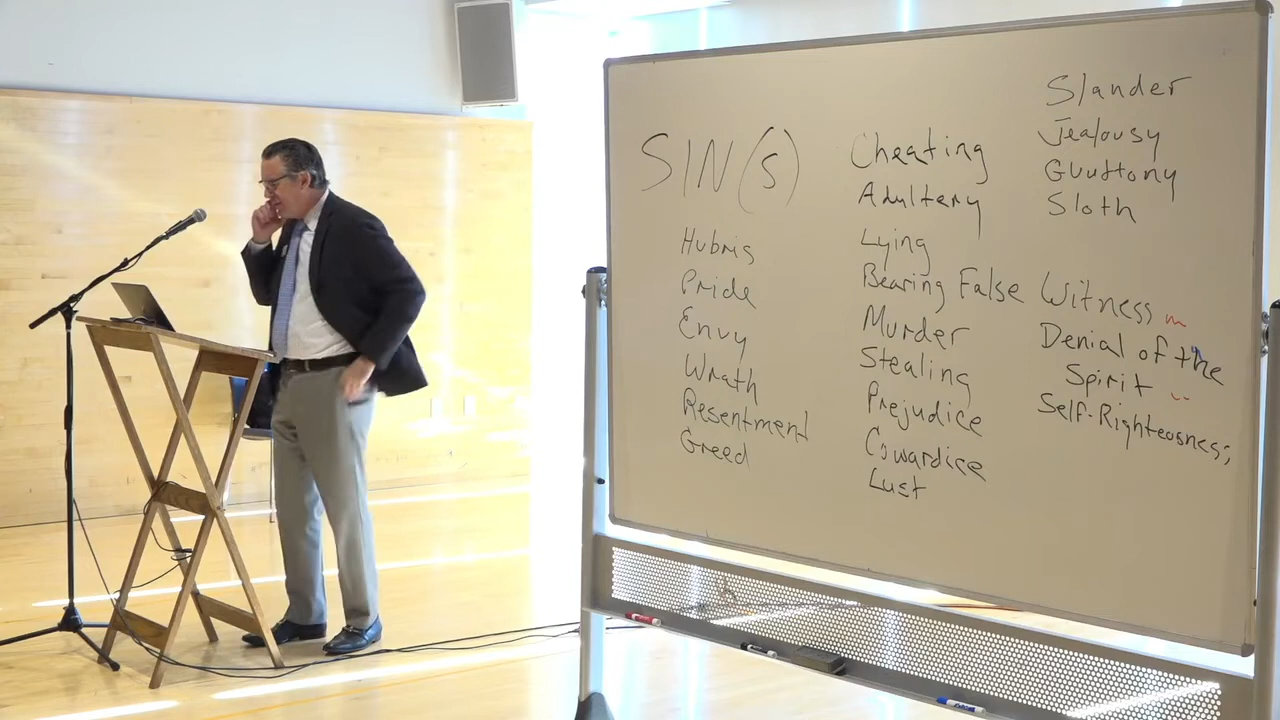 SIN(s)
Hubris
Pride
Envy
Wrath
Resentment
Greed
Cheating
Adultery
Lying
Bearing False Witness
Murder
Stealing
Prejudice
Cowardice
Lust
Slander
Jealousy
Gluttony
Sloth
Denial of the
Spirit
Self-Righteousness;